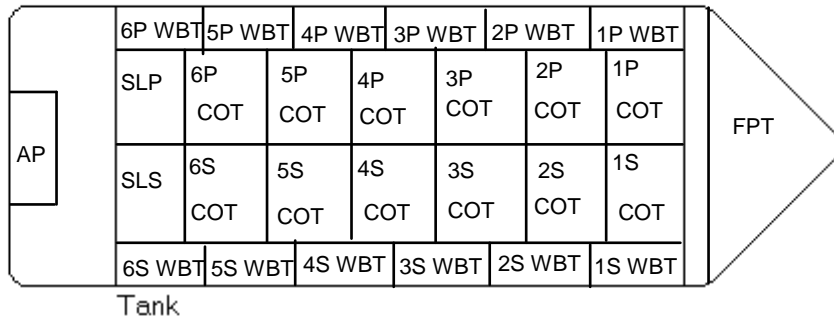 6P WBT 5P WBT 4P WBT 3P WBT 2P WBT 1P WBT
SLP 6P 5P 4P 3P 2P 1P
COT COT COT COT COT COT
FPT
AP
SLS 6S 5S 4S 3S 2S 1S
COT COT COT COT COT COT
6S WBT 5S WBT 4S WBT 3S WBT 2S WBT 1S WBT
Tank